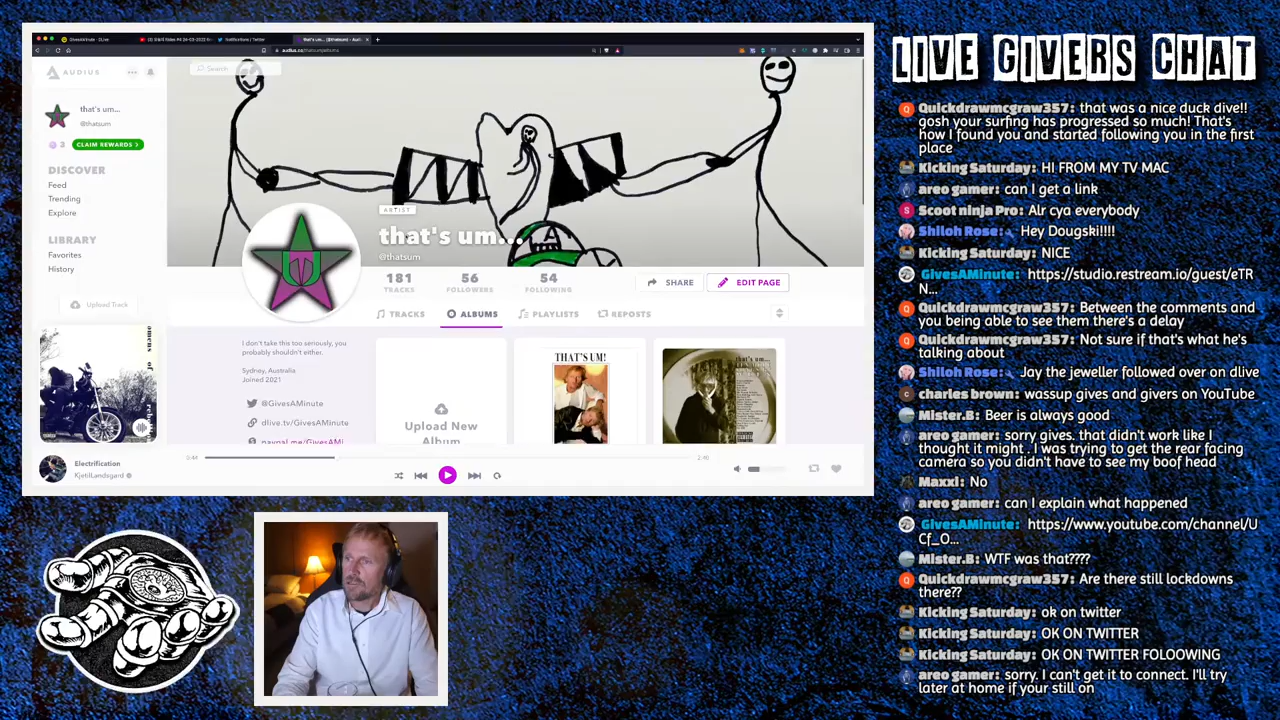 GivesAMinute - DLive
Notifications / Twitter
AUDIUS
Search
that's um...
@thatsum
CLAIM REWARDS >
DISCOVER
Feed
Trending
Explore
LIBRARY
Favorites
History
Upload Track
ARTIST
that's um...
@thatsum
181
TRACKS
56
FOLLOWERS
54
FOLLOWING
SHARE
EDIT PAGE
TRACKS
ALBUMS
PLAYLISTS
REPOSTS
I don't take this too seriously, you
probably shouldn't either.
Sydney, Australia
Joined 2021
@GivesAMinute
dlive.tv/GivesAMinute
Upload New
Album
THAT'S UM!
Electrification
KjetilLandsgard
LIVE GIVERS CHAT
Quickdrawmcgraw357: that was a nice duck dive!!
gosh your surfing has progressed so much! That's
how I found you and started following you in the first
place
Kicking Saturday: HI FROM MY TV MAC
areo gamer: can I get a link
Scoot ninja Pro: Alr cya everybody
Shiloh Rose: Hey Dougski!!!!
Kicking Saturday: NICE
GivesAMinute: https://studio.restream.io/guest/eTR
N...
Quickdrawmcgraw357: Between the comments and
you being able to see them there's a delay
Quickdrawmcgraw357: Not sure if that's what he's
talking about
Shiloh Rose: Jay the jeweller followed over on dlive
charles brown: wassup gives and givers on YouTube
Mister.B: Beer is always good
areo gamer: sorry gives. that didn't work like I
thought it might . I was trying to get the rear facing
camera so you didn't have to see my boof head
Maxxi: No
areo gamer: can I explain what happened
GivesAMinute: https://www.youtube.com/channel/U
Cf_O...
Mister.B: WTF was that????
Quickdrawmcgraw357: Are there still lockdowns
there??
Kicking Saturday: ok on twitter
Kicking Saturday: OK ON TWITTER
Kicking Saturday: OK ON TWITTER FOLOOWING
areo gamer: sorry. I can't get it to connect. I'll try
later at home if your still on